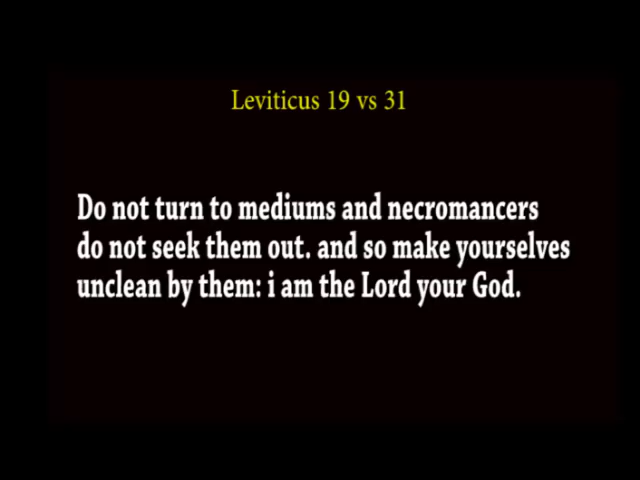 Leviticus 19 vs 31
Do not turn to mediums and necromancers
do not seek them out. and so make yourselves
unclean by them: i am the Lord your God.